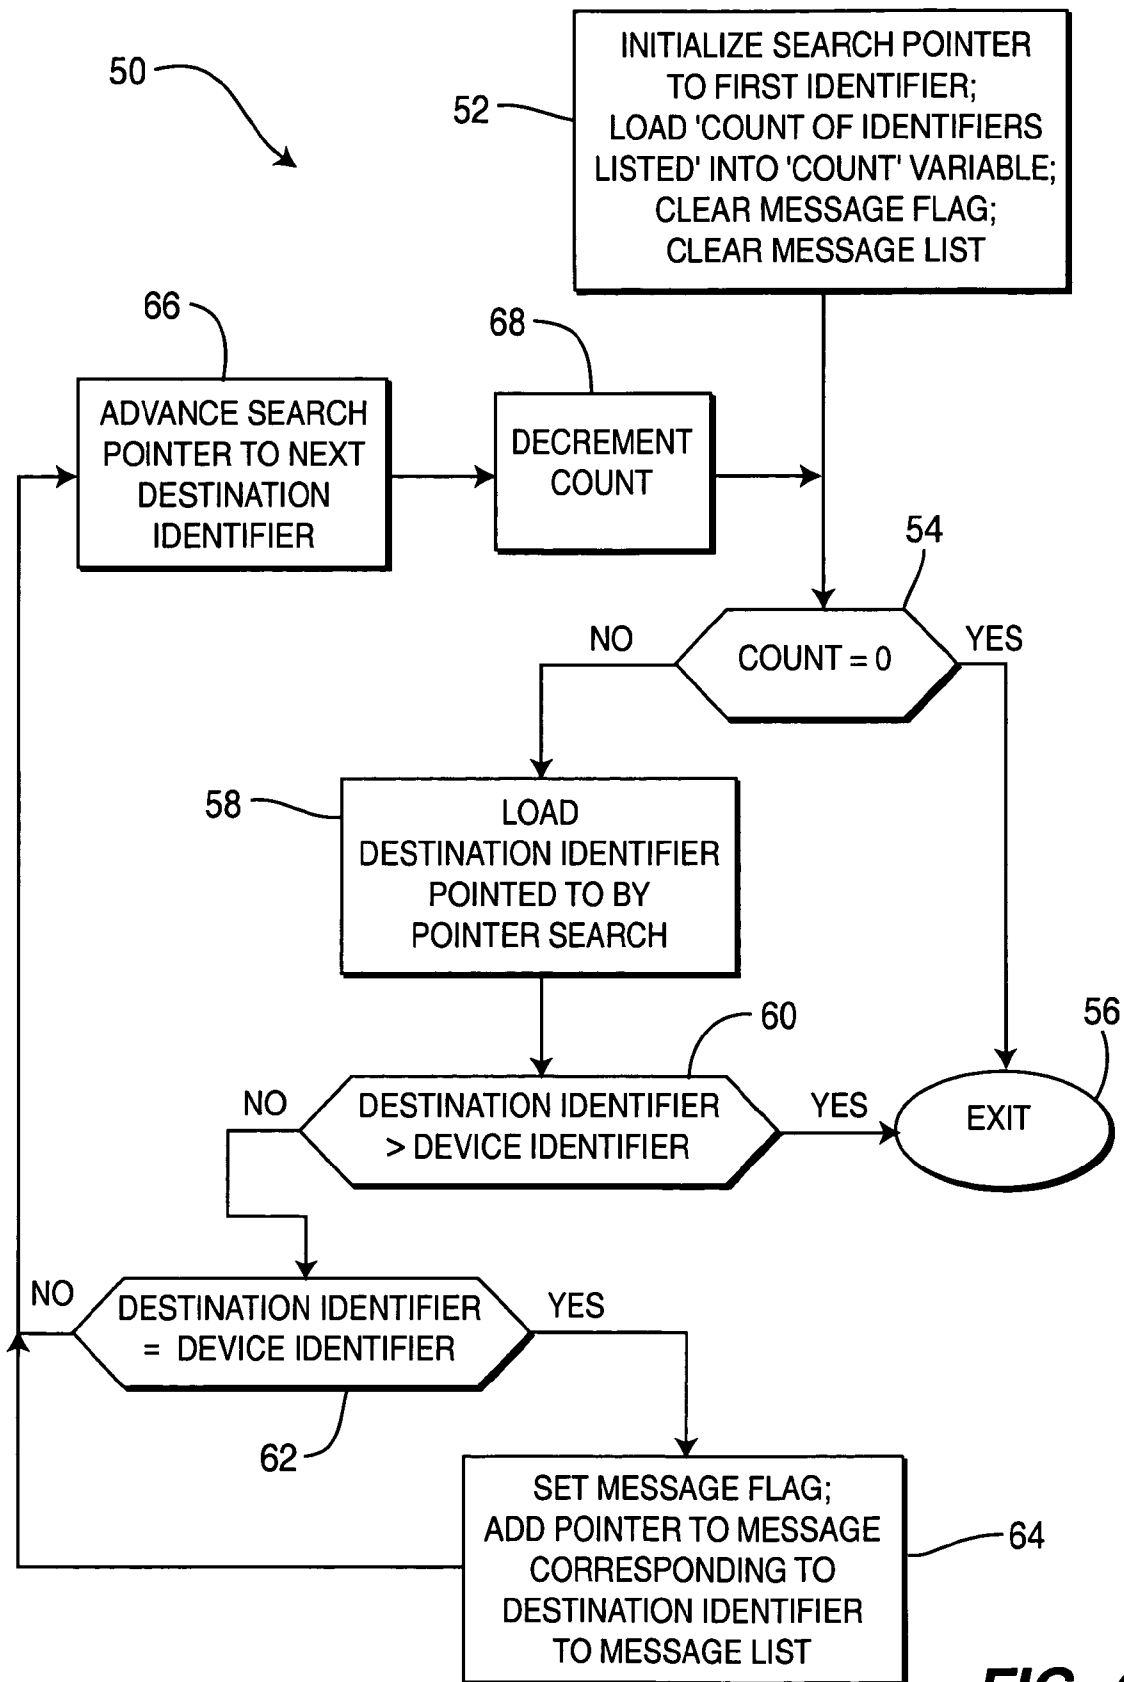 50
52
INITIALIZE SEARCH POINTER
TO FIRST IDENTIFIER;
LOAD 'COUNT OF IDENTIFIERS
LISTED' INTO 'COUNT' VARIABLE;
CLEAR MESSAGE FLAG;
CLEAR MESSAGE LIST
66
68
ADVANCE SEARCH
POINTER TO NEXT
DESTINATION
IDENTIFIER
DECREMENT
COUNT
54
NO
COUNT = 0
YES
58
LOAD
DESTINATION IDENTIFIER
POINTED TO BY
POINTER SEARCH
60
56
NO
DESTINATION IDENTIFIER
> DEVICE IDENTIFIER
YES
EXIT
NO
DESTINATION IDENTIFIER
= DEVICE IDENTIFIER
YES
62
SET MESSAGE FLAG;
ADD POINTER TO MESSAGE
CORRESPONDING TO
DESTINATION IDENTIFIER
TO MESSAGE LIST
64
FIG.